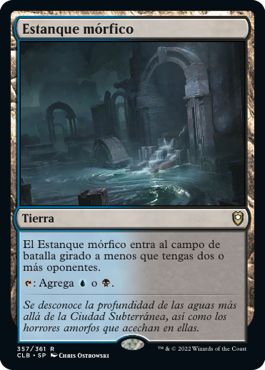 Estanque mórfico
Tierra
El Estanque mórfico entra al campo de
batalla girado a menos que tengas dos o
más oponentes.
: Agrega o .
Se desconoce la profundidad de las aguas más
allá de la Ciudad Subterránea, así como los
horrores amorfos que acechan en ellas.
357/361 R
CLB • SP Chris Ostrowski
™ & © 2022 Wizards of the Coast